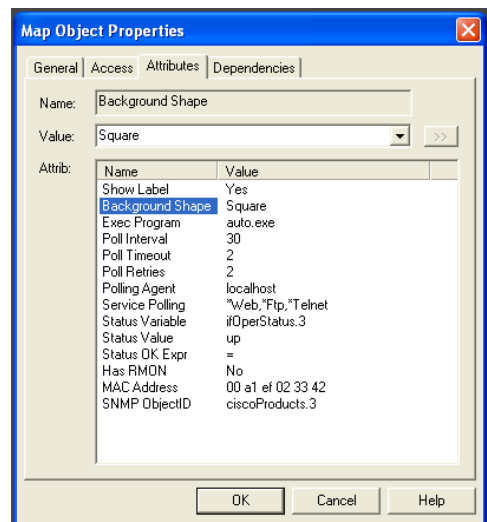 Map Object Properties
General Access Attributes Dependencies
Name: Background Shape
Value: Square >>
Attrib: Name Value
Show Label Yes
Background Shape Square
Exec Program auto.exe
Poll Interval 30
Poll Timeout 2
Poll Retries 2
Polling Agent localhost
Service Polling *Web,*Ftp,*Telnet
Status Variable ifOperStatus.3
Status Value up
Status OK Expr =
Has RMON No
MAC Address 00 a1 ef 02 33 42
SNMP ObjectID ciscoProducts.3
OK Cancel Help